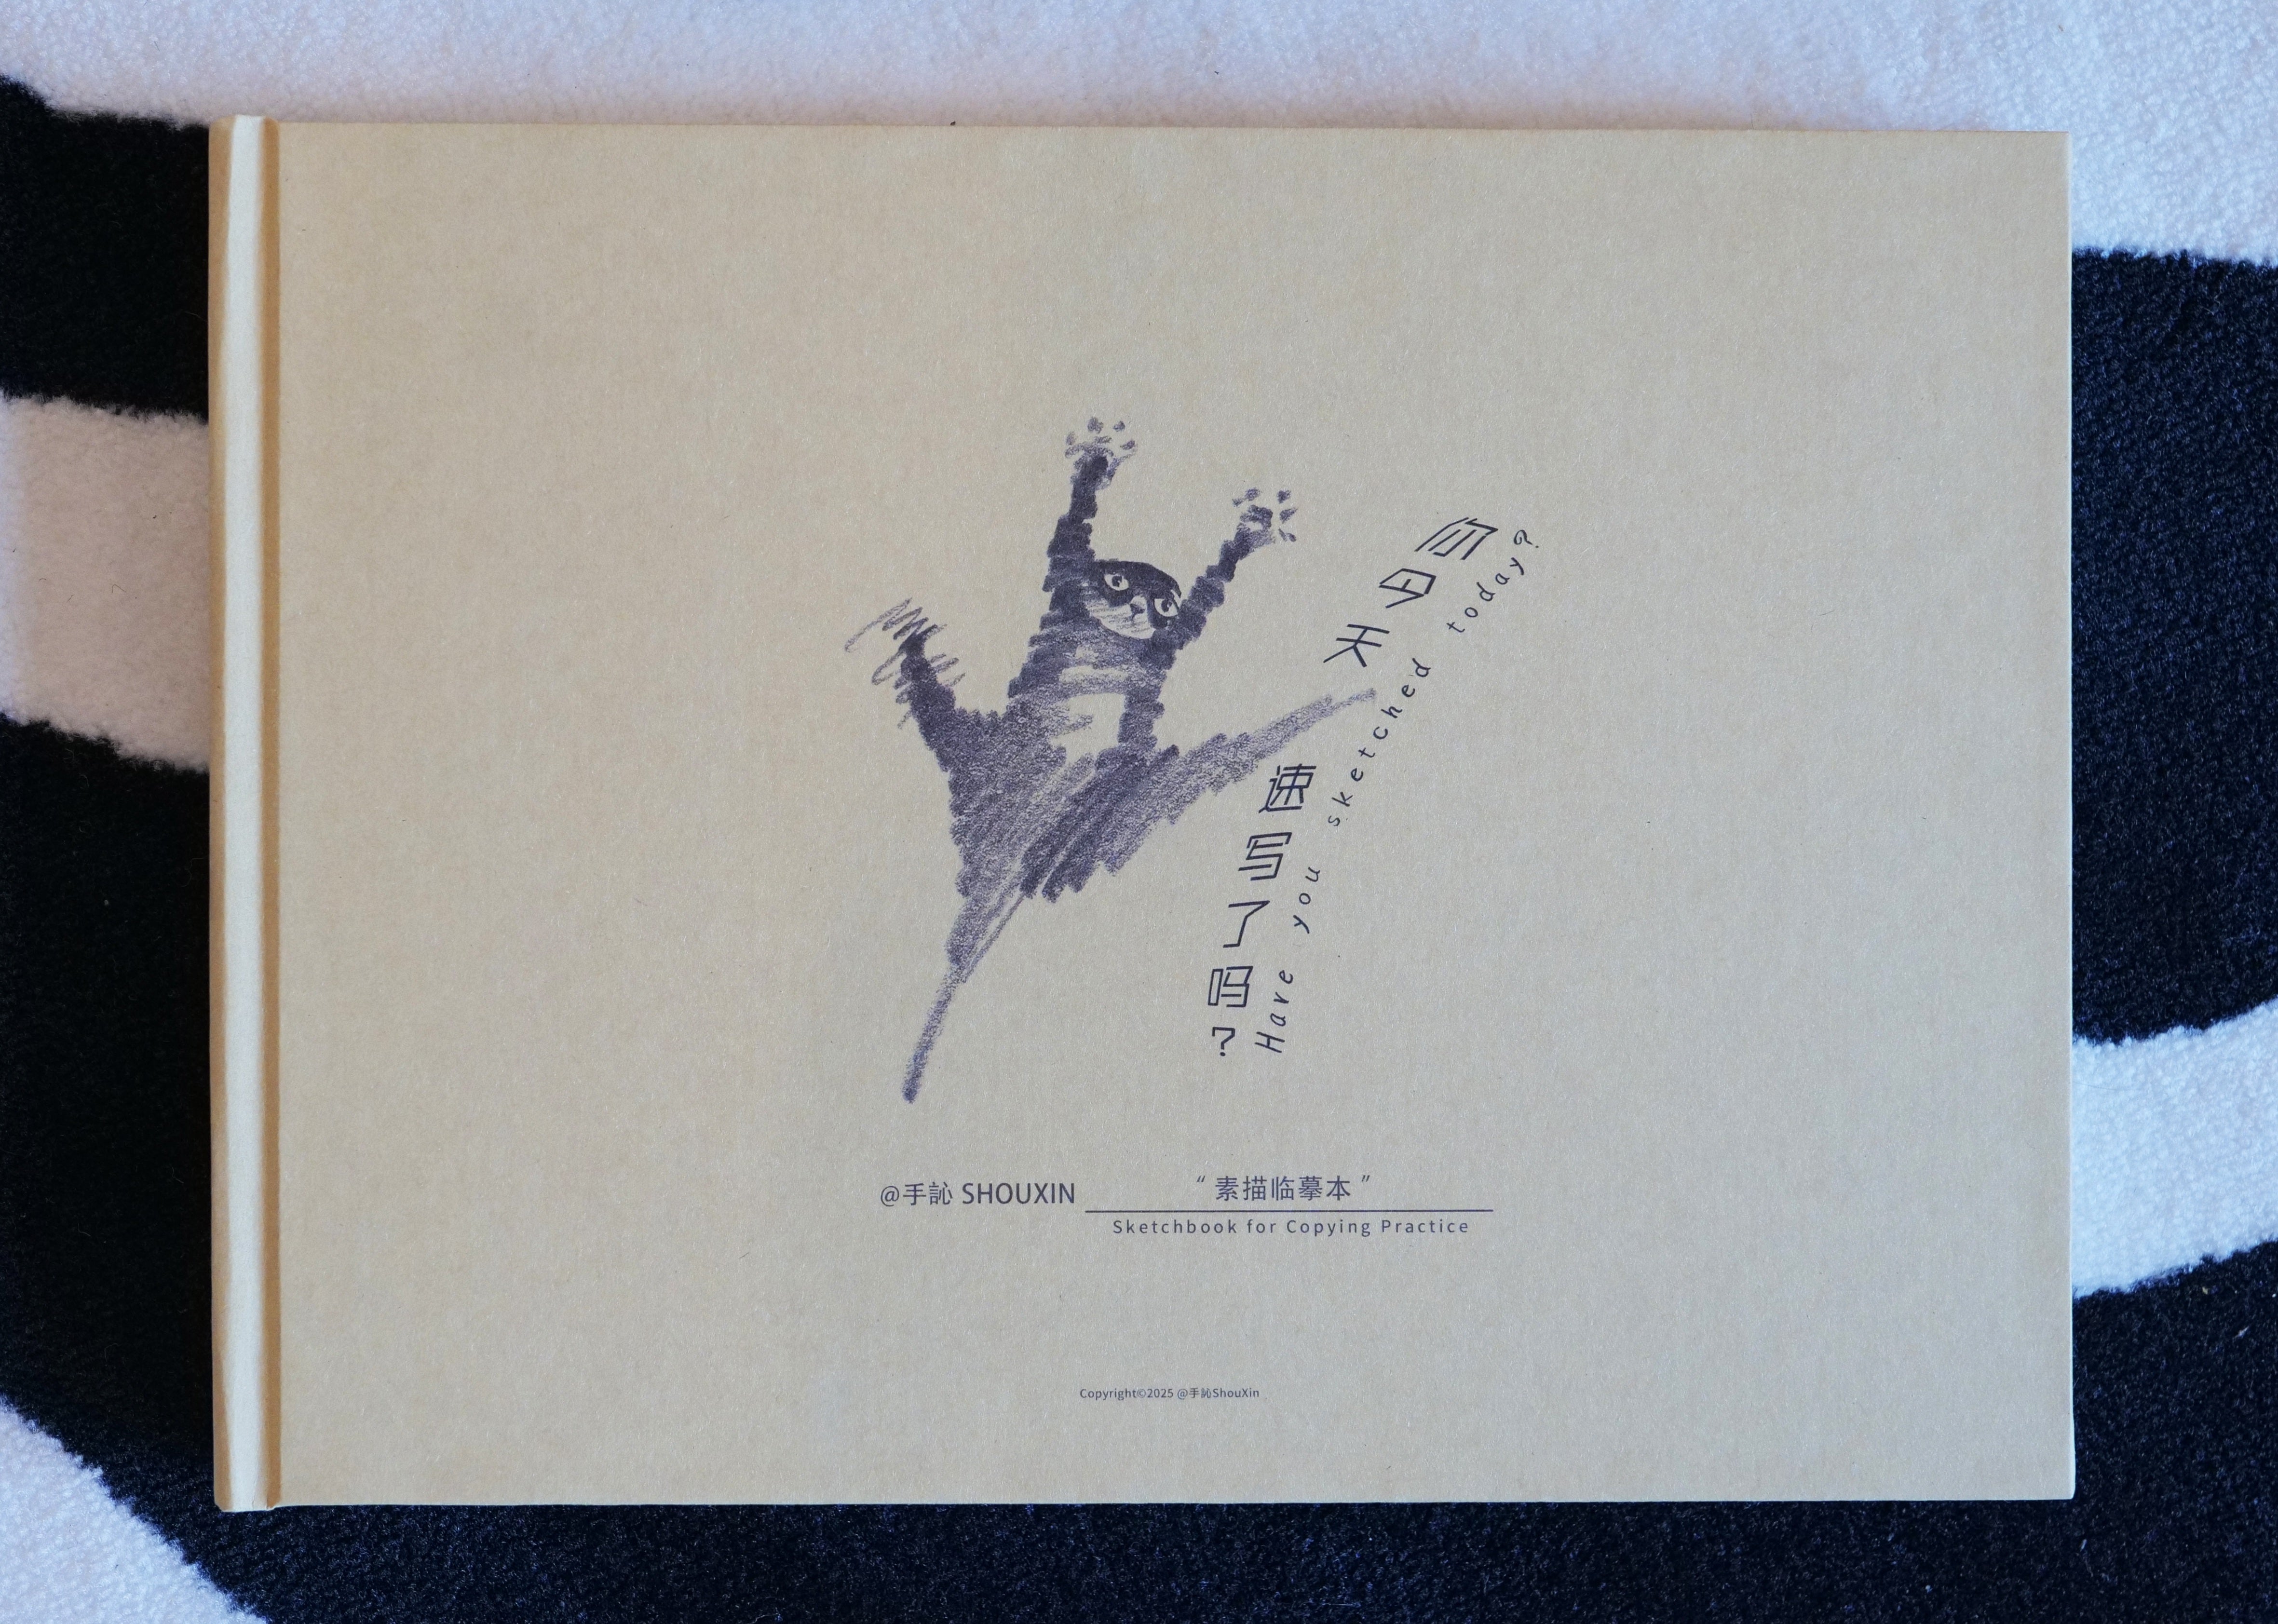 你今天速写了吗?
Have you sketched today?
@手訫 SHOUXIN
“素描临摹本”
Sketchbook for Copying Practice
Copyright©2025 @手訫ShouXin